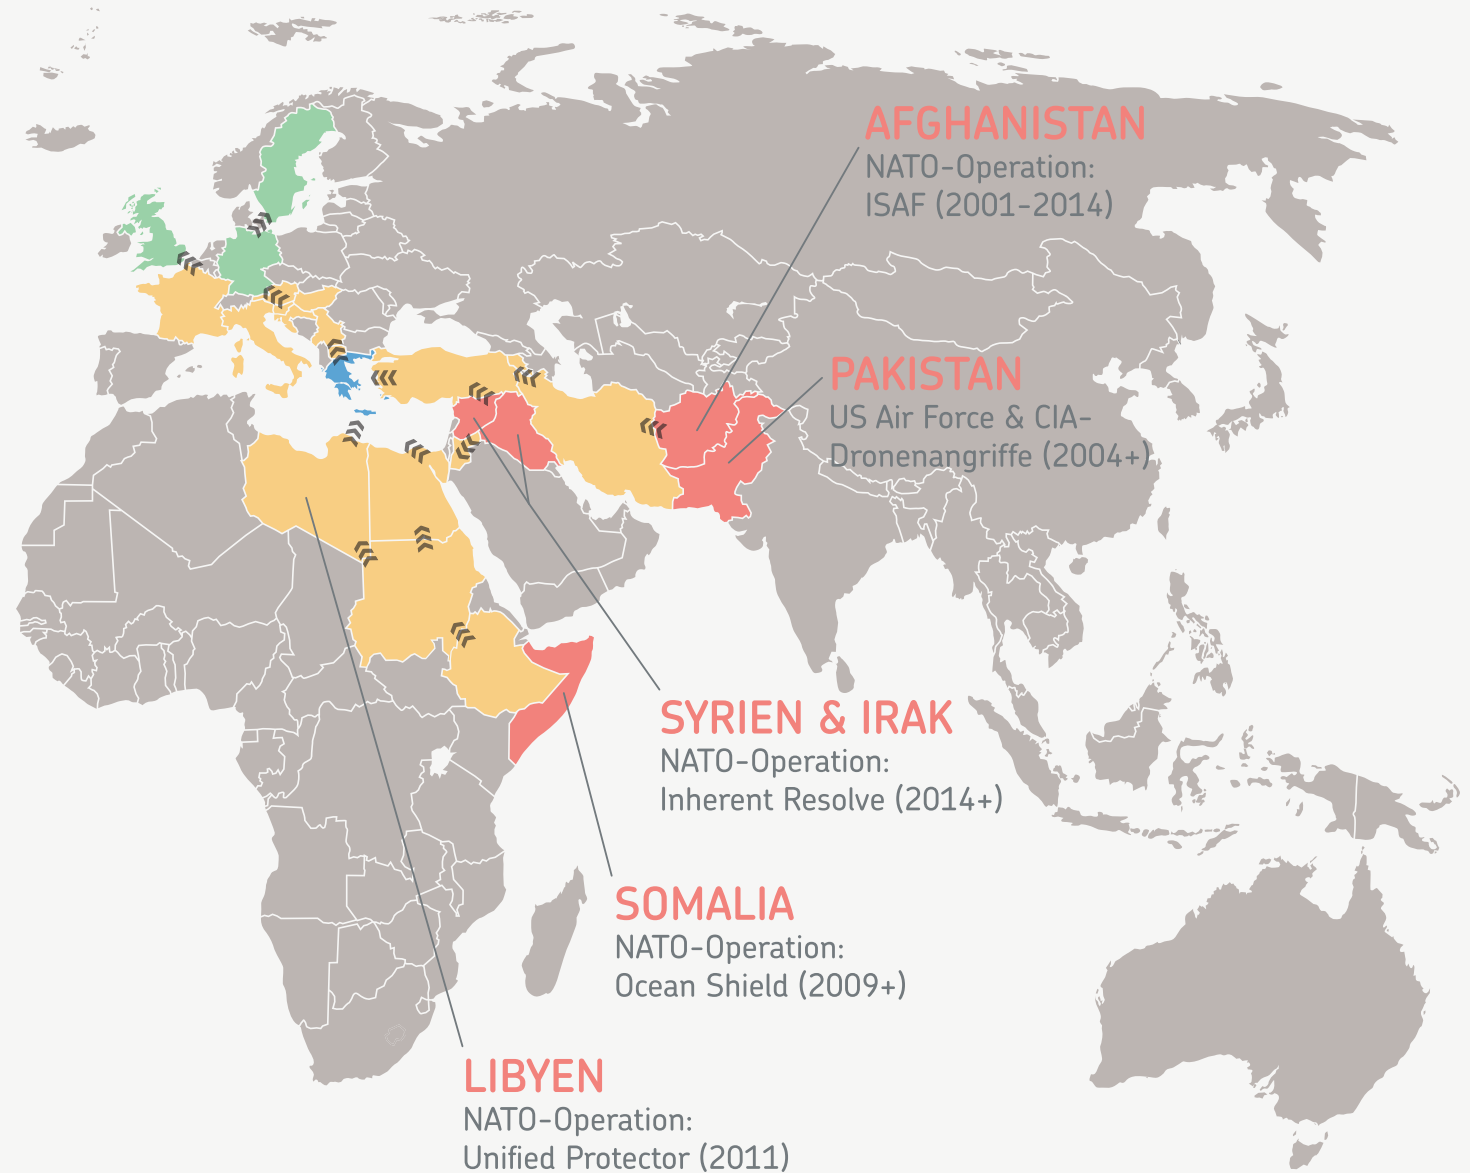 AFGHANISTAN
NATO-Operation:
ISAF (2001-2014)
PAKISTAN
US Air Force & CIA-
Dronenangriffe (2004+)
SYRIEN & IRAK
NATO-Operation:
Inherent Resolve (2014+)
SOMALIA
NATO-Operation:
Ocean Shield (2009+)
LIBYEN
NATO-Operation:
Unified Protector (2011)